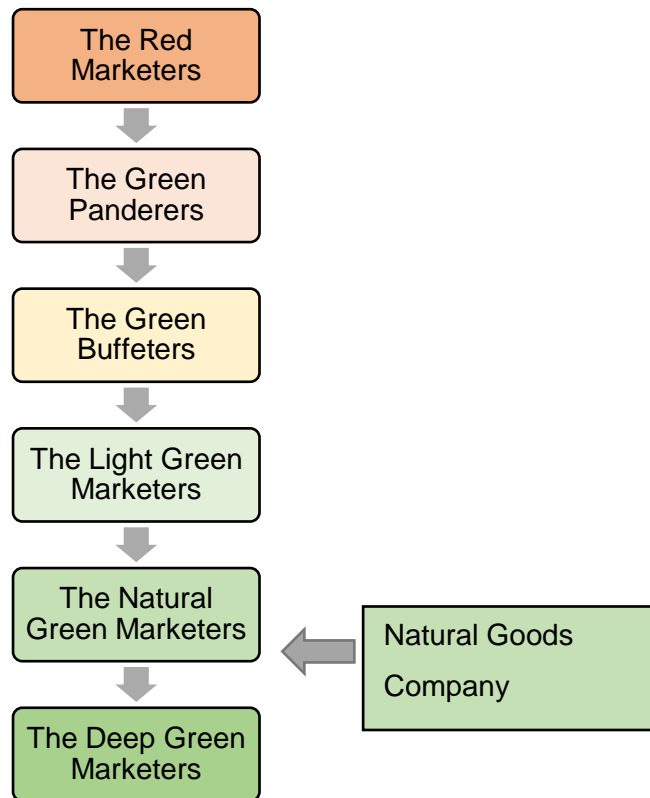 The Red
Marketers
The Green
Panderers
The Green
Buffeters
The Light Green
Marketers
The Natural
Green Marketers
Natural Goods
Company
The Deep Green
Marketers